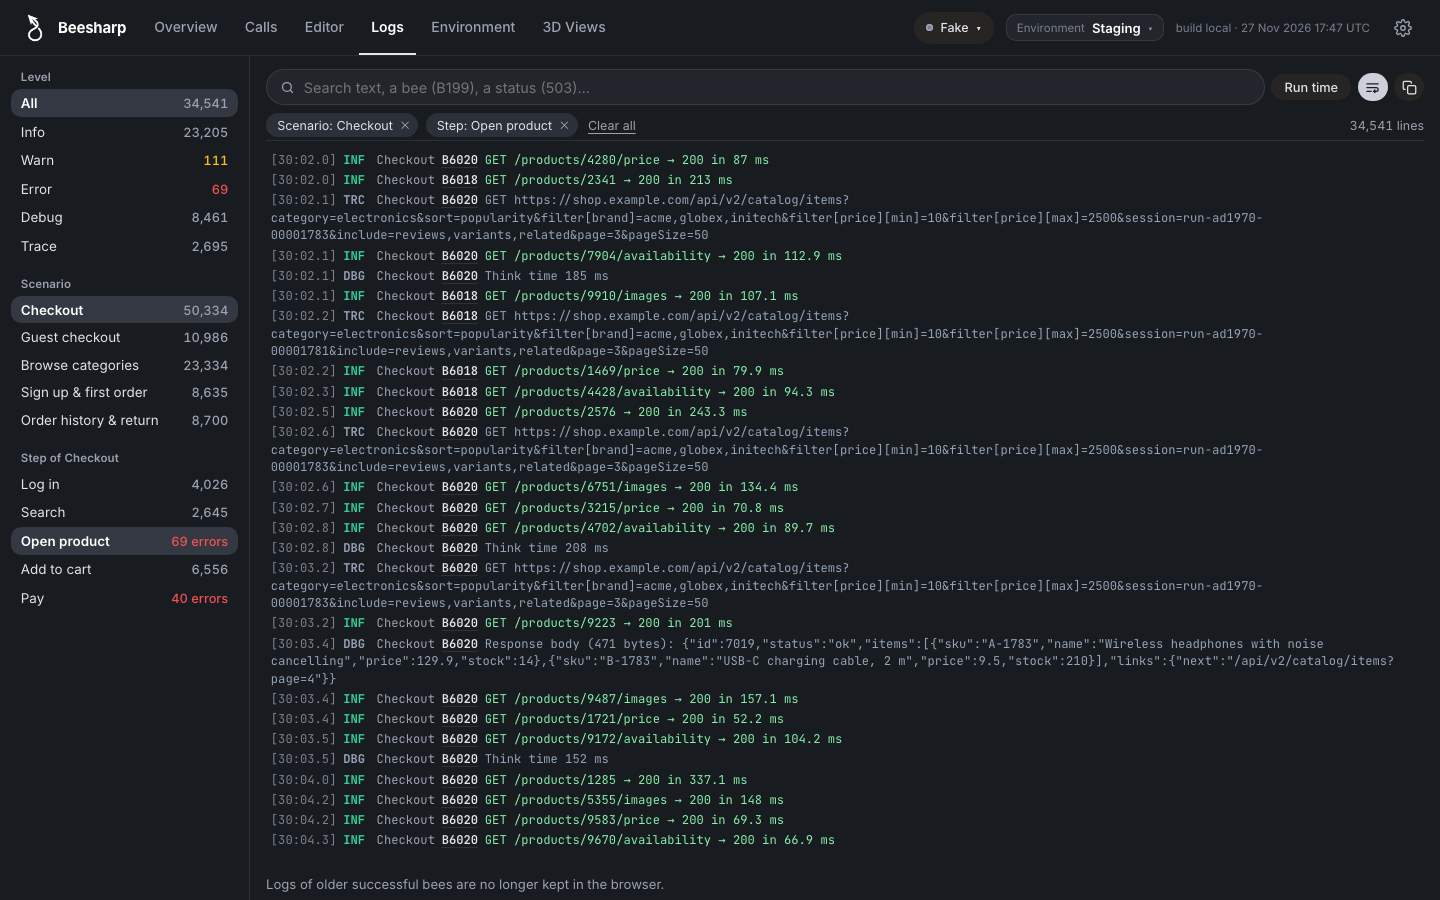 Beesharp Overview Calls Editor Logs Environment 3D Views Fake Environment Staging build local · 27 Nov 2026 17:47 UTC
Level
All 34,541
Info 23,205
Warn 111
Error 69
Debug 8,461
Trace 2,695
Scenario
Checkout 50,334
Guest checkout 10,986
Browse categories 23,334
Sign up & first order 8,635
Order history & return 8,700
Step of Checkout
Log in 4,026
Search 2,645
Open product 69 errors
Add to cart 6,556
Pay 40 errors
Search text, a bee (B199), a status (503)... Run time
Scenario: Checkout × Step: Open product × Clear all 34,541 lines
[30:02.0] INF Checkout B6020 GET /products/4280/price → 200 in 87 ms
[30:02.0] INF Checkout B6018 GET /products/2341 → 200 in 213 ms
[30:02.1] TRC Checkout B6020 GET https://shop.example.com/api/v2/catalog/items?
category=electronics&sort=popularity&filter[brand]=acme,globex,initech&filter[price][min]=10&filter[price][max]=2500&session=run-ad1970-
00001783&include=reviews,variants,related&page=3&pageSize=50
[30:02.1] INF Checkout B6020 GET /products/7904/availability → 200 in 112.9 ms
[30:02.1] DBG Checkout B6020 Think time 185 ms
[30:02.1] INF Checkout B6018 GET /products/9910/images → 200 in 107.1 ms
[30:02.2] TRC Checkout B6018 GET https://shop.example.com/api/v2/catalog/items?
category=electronics&sort=popularity&filter[brand]=acme,globex,initech&filter[price][min]=10&filter[price][max]=2500&session=run-ad1970-
00001781&include=reviews,variants,related&page=3&pageSize=50
[30:02.2] INF Checkout B6018 GET /products/1469/price → 200 in 79.9 ms
[30:02.3] INF Checkout B6018 GET /products/4428/availability → 200 in 94.3 ms
[30:02.5] INF Checkout B6020 GET /products/2576 → 200 in 243.3 ms
[30:02.6] TRC Checkout B6020 GET https://shop.example.com/api/v2/catalog/items?
category=electronics&sort=popularity&filter[brand]=acme,globex,initech&filter[price][min]=10&filter[price][max]=2500&session=run-ad1970-
00001783&include=reviews,variants,related&page=3&pageSize=50
[30:02.6] INF Checkout B6020 GET /products/6751/images → 200 in 134.4 ms
[30:02.7] INF Checkout B6020 GET /products/3215/price → 200 in 70.8 ms
[30:02.8] INF Checkout B6020 GET /products/4702/availability → 200 in 89.7 ms
[30:02.8] DBG Checkout B6020 Think time 208 ms
[30:03.2] TRC Checkout B6020 GET https://shop.example.com/api/v2/catalog/items?
category=electronics&sort=popularity&filter[brand]=acme,globex,initech&filter[price][min]=10&filter[price][max]=2500&session=run-ad1970-
00001783&include=reviews,variants,related&page=3&pageSize=50
[30:03.2] INF Checkout B6020 GET /products/9223 → 200 in 201 ms
[30:03.4] DBG Checkout B6020 Response body (471 bytes): {"id":7019,"status":"ok","items":[{"sku":"A-1783","name":"Wireless headphones with noise
cancelling","price":129.9,"stock":14},{"sku":"B-1783","name":"USB-C charging cable, 2 m","price":9.5,"stock":210}],"links":{"next":"/api/v2/catalog/items?
page=4"}}
[30:03.4] INF Checkout B6020 GET /products/9487/images → 200 in 157.1 ms
[30:03.4] INF Checkout B6020 GET /products/1721/price → 200 in 52.2 ms
[30:03.5] INF Checkout B6020 GET /products/9172/availability → 200 in 104.2 ms
[30:03.5] DBG Checkout B6020 Think time 152 ms
[30:04.0] INF Checkout B6020 GET /products/1285 → 200 in 337.1 ms
[30:04.2] INF Checkout B6020 GET /products/5355/images → 200 in 148 ms
[30:04.2] INF Checkout B6020 GET /products/9583/price → 200 in 69.3 ms
[30:04.3] INF Checkout B6020 GET /products/9670/availability → 200 in 66.9 ms
Logs of older successful bees are no longer kept in the browser.